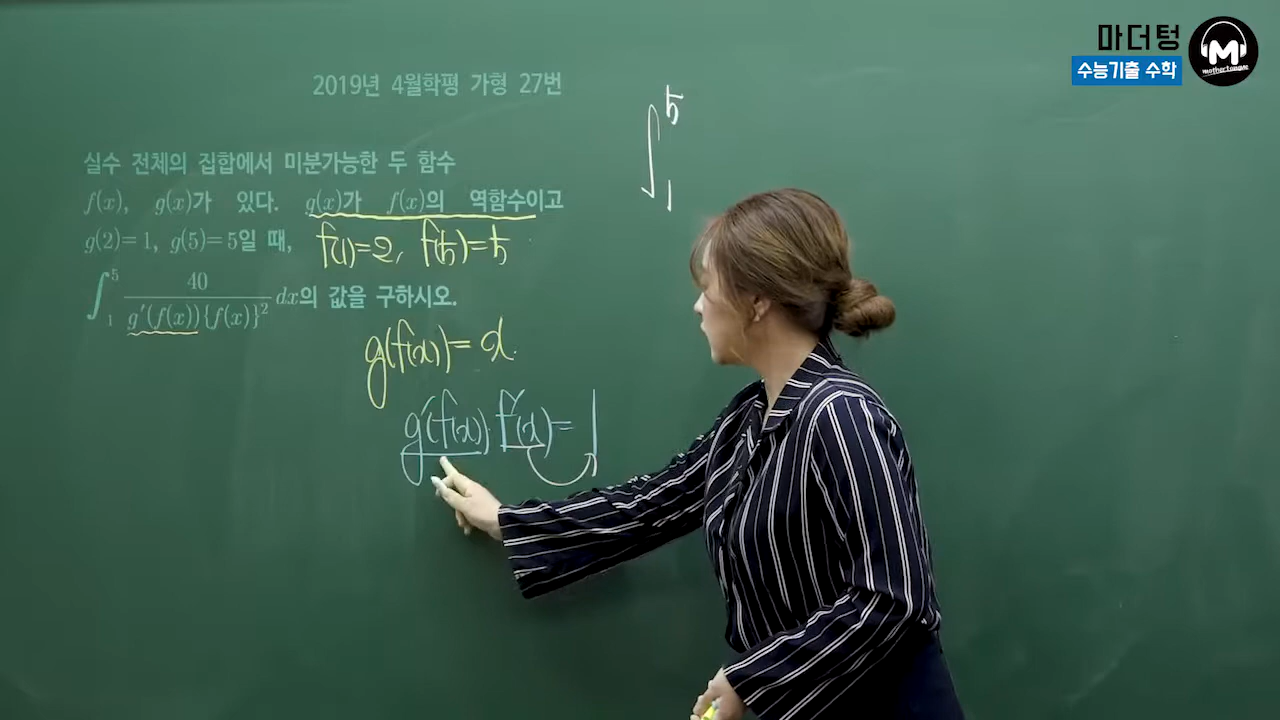 마더텅
수능기출 수학
mother tongue
2019년 4월학평 가형 27번
실수 전체의 집합에서 미분가능한 두 함수
f(x), g(x)가 있다. g(x)가 f(x)의 역함수이고
g(2)=1, g(5)=5일 때,
f(1)=2, f(5)=5
∫₁⁵ 40/(g′(f(x)){f(x)}²) dx의 값을 구하시오.
g(f(x))=x.
g′(f(x))·f′(x)=1
∫₁⁵